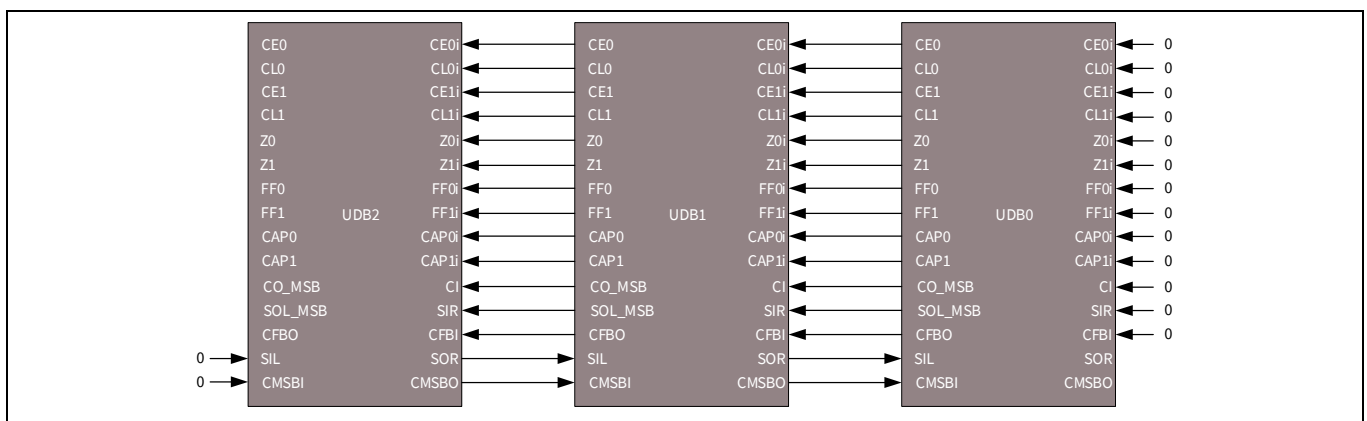 CE0 CE0i CE0 CE0i CE0 CE0i 0
CL0 CL0i CL0 CL0i CL0 CL0i 0
CE1 CE1i CE1 CE1i CE1 CE1i 0
CL1 CL1i CL1 CL1i CL1 CL1i 0
Z0 Z0i Z0 Z0i Z0 Z0i 0
Z1 Z1i Z1 Z1i Z1 Z1i 0
FF0 FF0i FF0 FF0i FF0 FF0i 0
FF1 UDB2 FF1i FF1 UDB1 FF1i FF1 UDB0 FF1i 0
CAP0 CAP0i CAP0 CAP0i CAP0 CAP0i 0
CAP1 CAP1i CAP1 CAP1i CAP1 CAP1i 0
CO_MSB CI CO_MSB CI CO_MSB CI 0
SOL_MSB SIR SOL_MSB SIR SOL_MSB SIR 0
CFBO CFBI CFBO CFBI CFBO CFBI 0
0 SIL SOR SIL SOR SIL SOR
0 CMSBI CMSBO CMSBI CMSBO CMSBI CMSBO